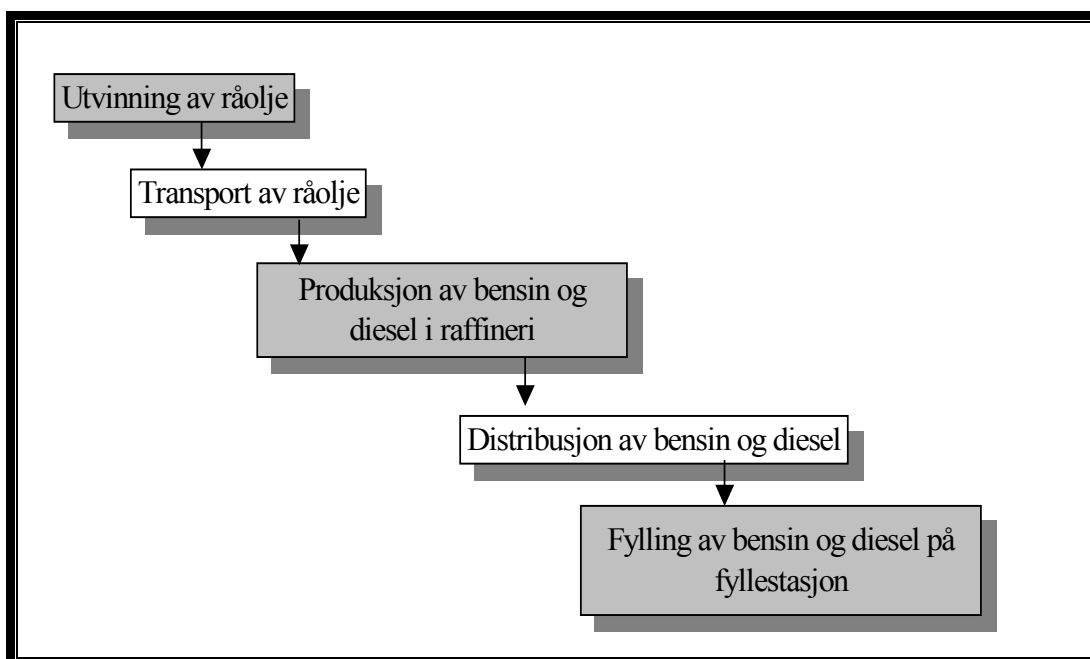 Utvinning av råolje
Transport av råolje
Produksjon av bensin og
diesel i raffineri
Distribusjon av bensin og diesel
Fylling av bensin og diesel på
fyllestasjon